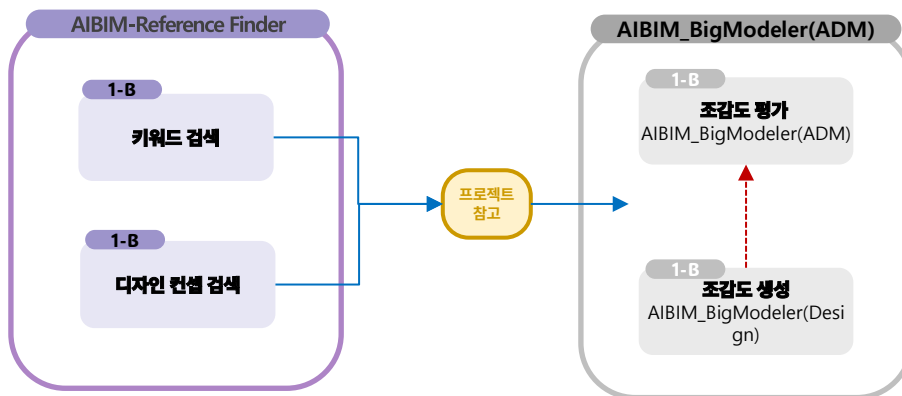 AIBIM-Reference Finder
1-B
키워드 검색
1-B
디자인 컨셉 검색
프로젝트
참고
AIBIM_BigModeler(ADM)
1-B
조감도 평가
AIBIM_BigModeler(ADM)
1-B
조감도 생성
AIBIM_BigModeler(Desi
gn)